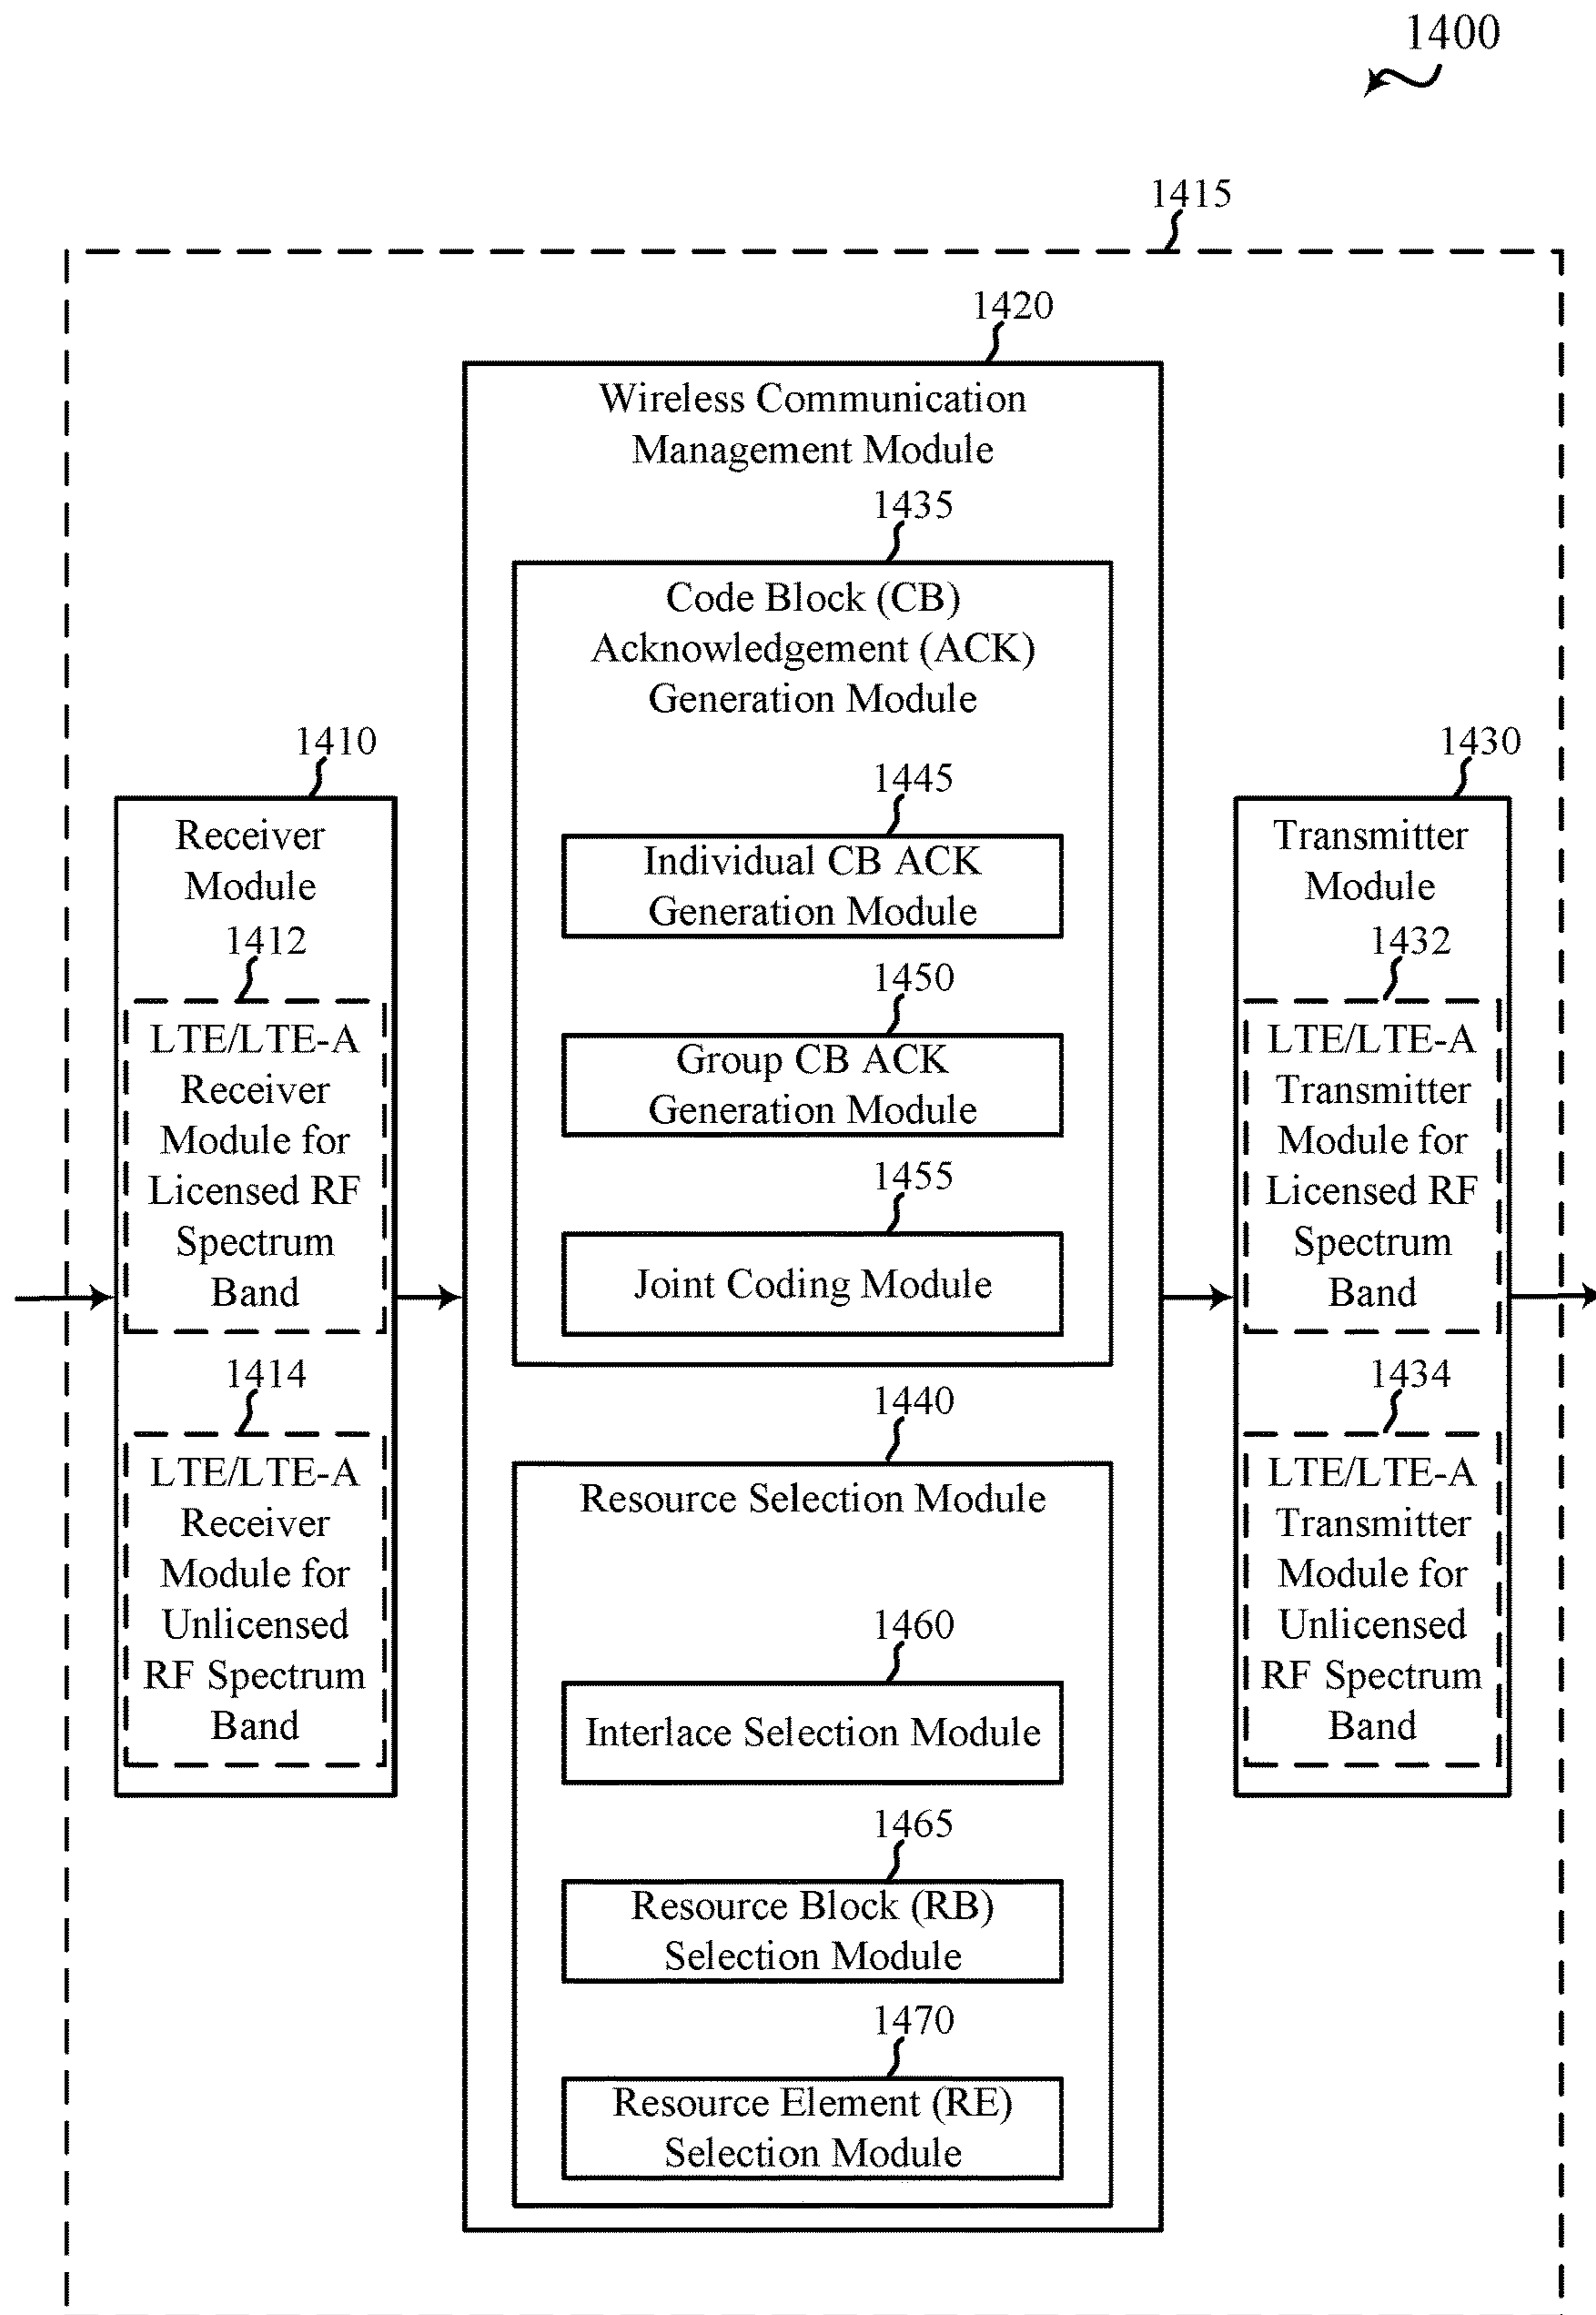 1400
1415
1420
Wireless Communication
Management Module
1435
Code Block (CB)
Acknowledgement (ACK)
Generation Module
1445
Individual CB ACK
Generation Module
1450
Group CB ACK
Generation Module
1455
Joint Coding Module
1440
Resource Selection Module
1460
Interlace Selection Module
1465
Resource Block (RB)
Selection Module
1470
Resource Element (RE)
Selection Module
1410
Receiver
Module
1412
LTE/LTE-A
Receiver
Module for
Licensed RF
Spectrum
Band
1414
LTE/LTE-A
Receiver
Module for
Unlicensed
RF Spectrum
Band
1430
Transmitter
Module
1432
LTE/LTE-A
Transmitter
Module for
Licensed RF
Spectrum
Band
1434
LTE/LTE-A
Transmitter
Module for
Unlicensed
RF Spectrum
Band